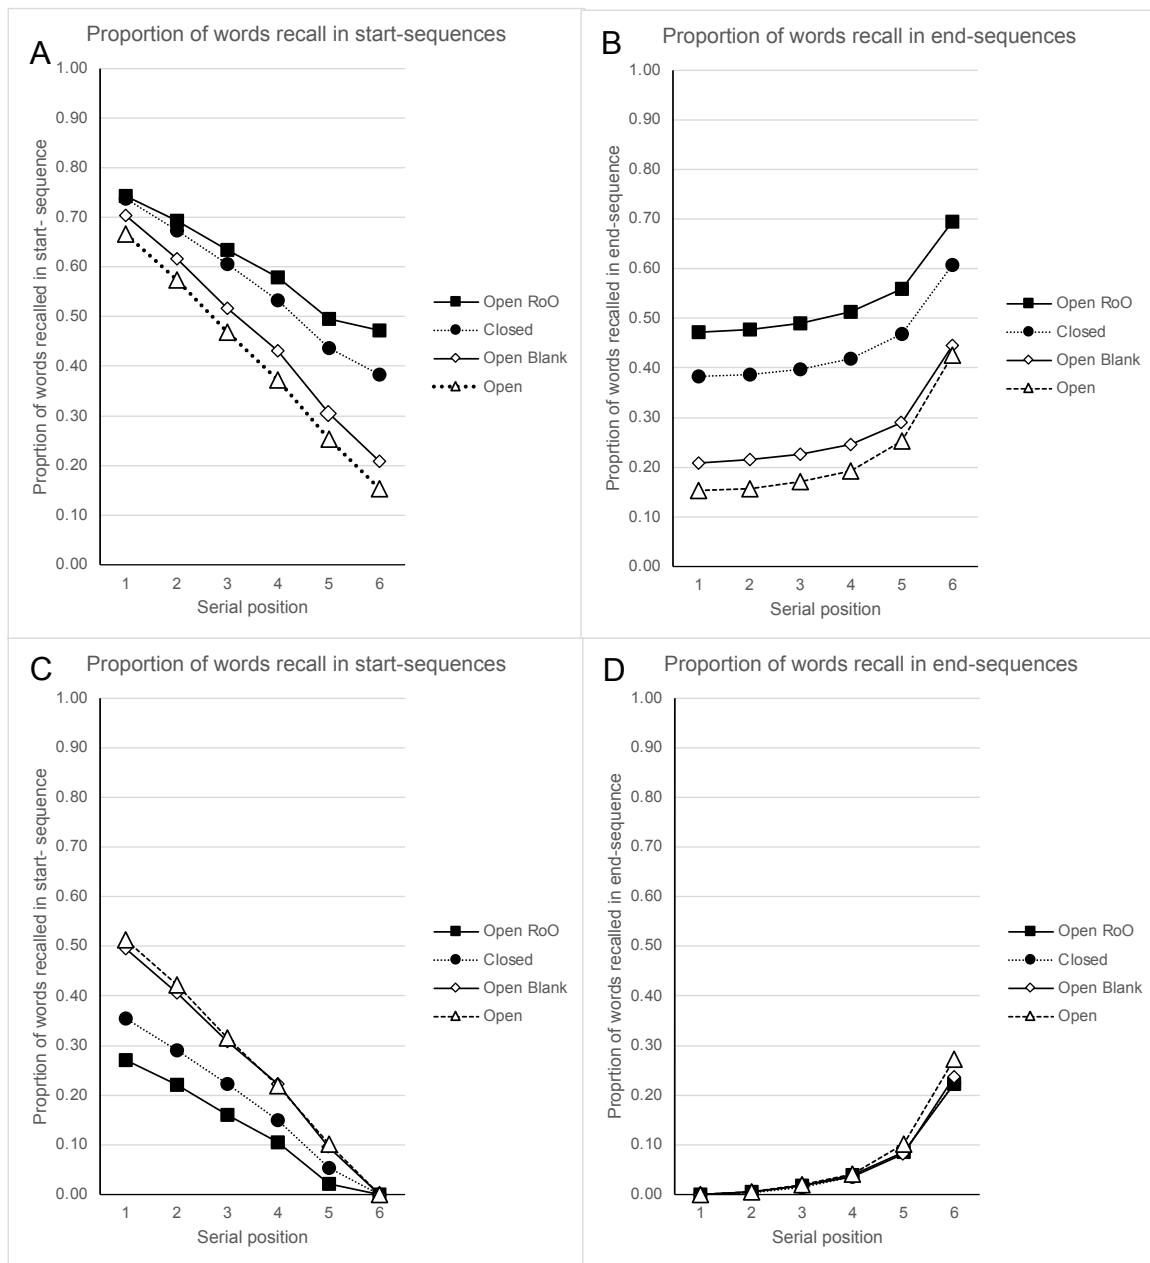 A
Proportion of words recall in start-sequences
Proprtion of words recalled in start- sequence
1.00
0.90
0.80
0.70
0.60
0.50
0.40
0.30
0.20
0.10
0.00
1 2 3 4 5 6
Serial position
Open RoO
Closed
Open Blank
Open
B
Proportion of words recall in end-sequences
Proprtion of words recalled in end-sequence
1.00
0.90
0.80
0.70
0.60
0.50
0.40
0.30
0.20
0.10
0.00
1 2 3 4 5 6
Serial position
Open RoO
Closed
Open Blank
Open
C
Proportion of words recall in start-sequences
Proprtion of words recalled in start- sequence
1.00
0.90
0.80
0.70
0.60
0.50
0.40
0.30
0.20
0.10
0.00
1 2 3 4 5 6
Serial position
Open RoO
Closed
Open Blank
Open
D
Proportion of words recall in end-sequences
Proprtion of words recalled in end-sequence
1.00
0.90
0.80
0.70
0.60
0.50
0.40
0.30
0.20
0.10
0.00
1 2 3 4 5 6
Serial position
Open RoO
Closed
Open Blank
Open